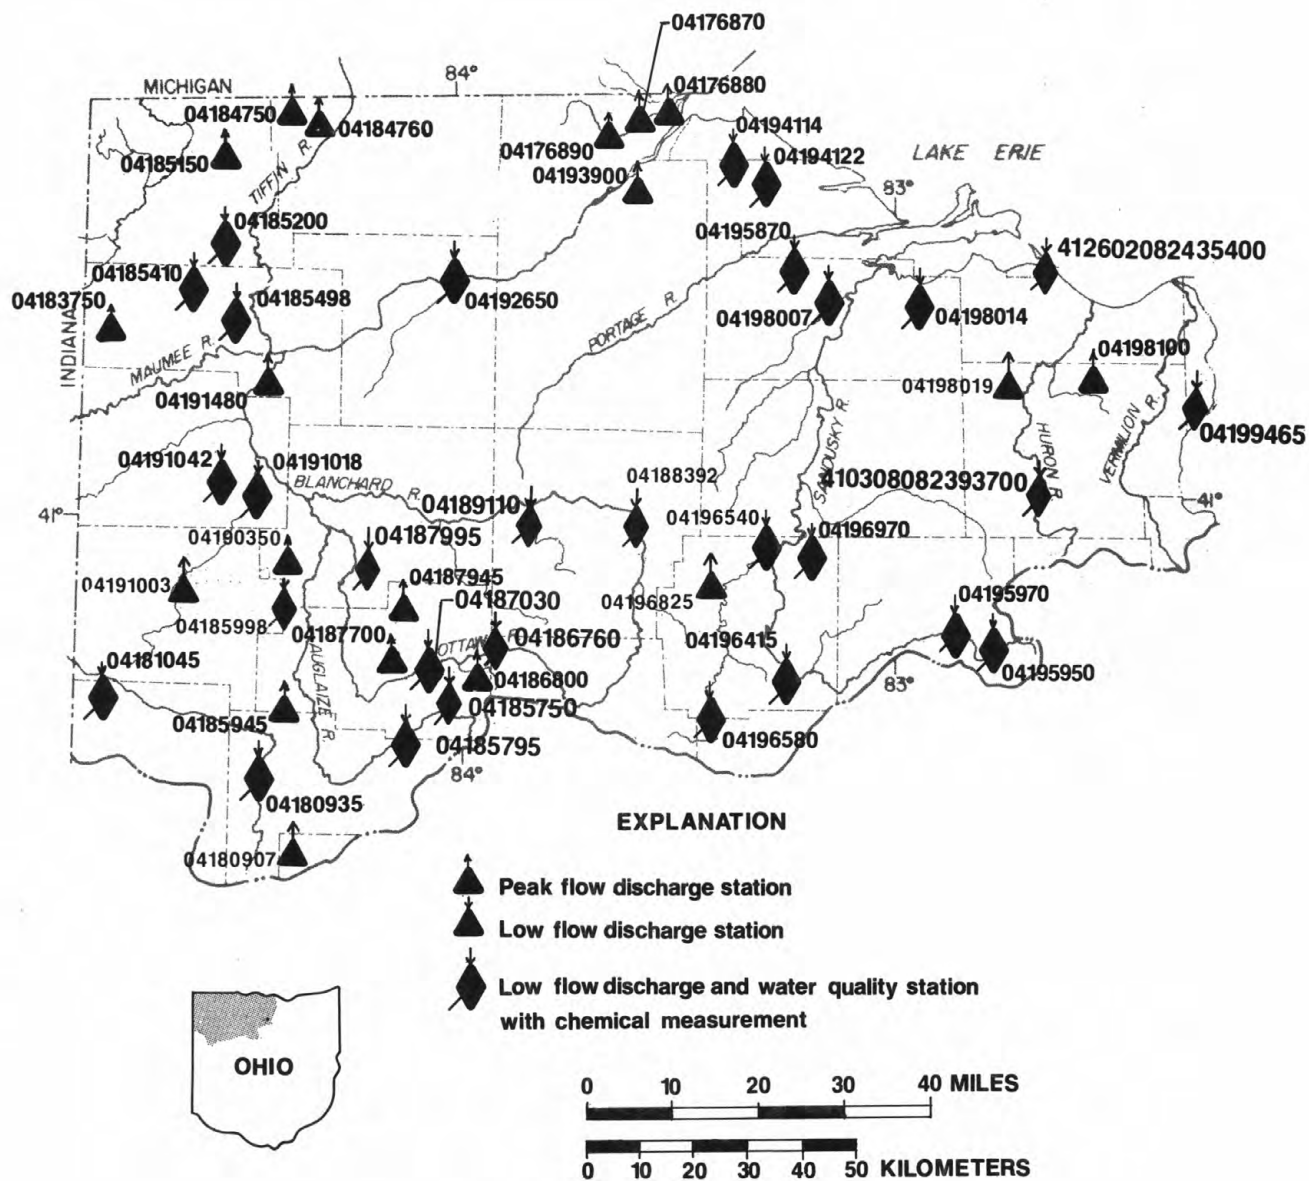 04176870
84°
MICHIGAN
04176880
04184750
04184760
04194114
04176890
04185150
04194122
LAKE ERIE
TIFFIN R.
04193900
83°
04185200
04195870
412602082435400
04185410
04183750
04185498
04192650
PORTAGE R.
04198007
04198014
INDIANA
MAUMEE R.
04198100
04198019
04191480
SANDUSKY R.
HURON R.
VERMILION R.
04199465
04191042
04191018
04188392
BLANCHARD R.
410308082393700
04189110
41°
04196540
41°
04190350
04187995
04196970
04191003
04187945
04187030
04196825
04195970
04185998
04187700
OTTAWA R.
04186760
04196415
04181045
AUGLAIZE R.
04186800
83°
04195950
04185945
04185750
04185795
04196580
84°
04180935
EXPLANATION
04180907
Peak flow discharge station
Low flow discharge station
Low flow discharge and water quality station
with chemical measurement
OHIO
0 10 20 30 40 MILES
0 10 20 30 40 50 KILOMETERS